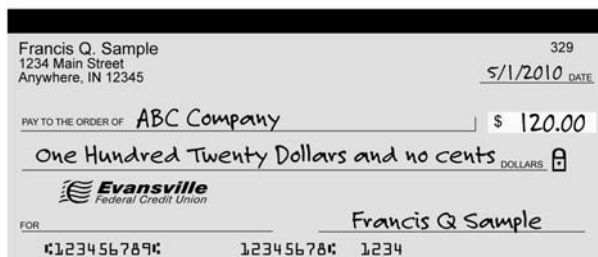 Francis Q. Sample 329
1234 Main Street
Anywhere, IN 12345
5/1/2010 DATE
PAY TO THE ORDER OF ABC Company $ 120.00
One Hundred Twenty Dollars and no cents DOLLARS
Evansville
Federal Credit Union
FOR Francis Q Sample
⑆123456789⑆ 12345678⑆ 1234